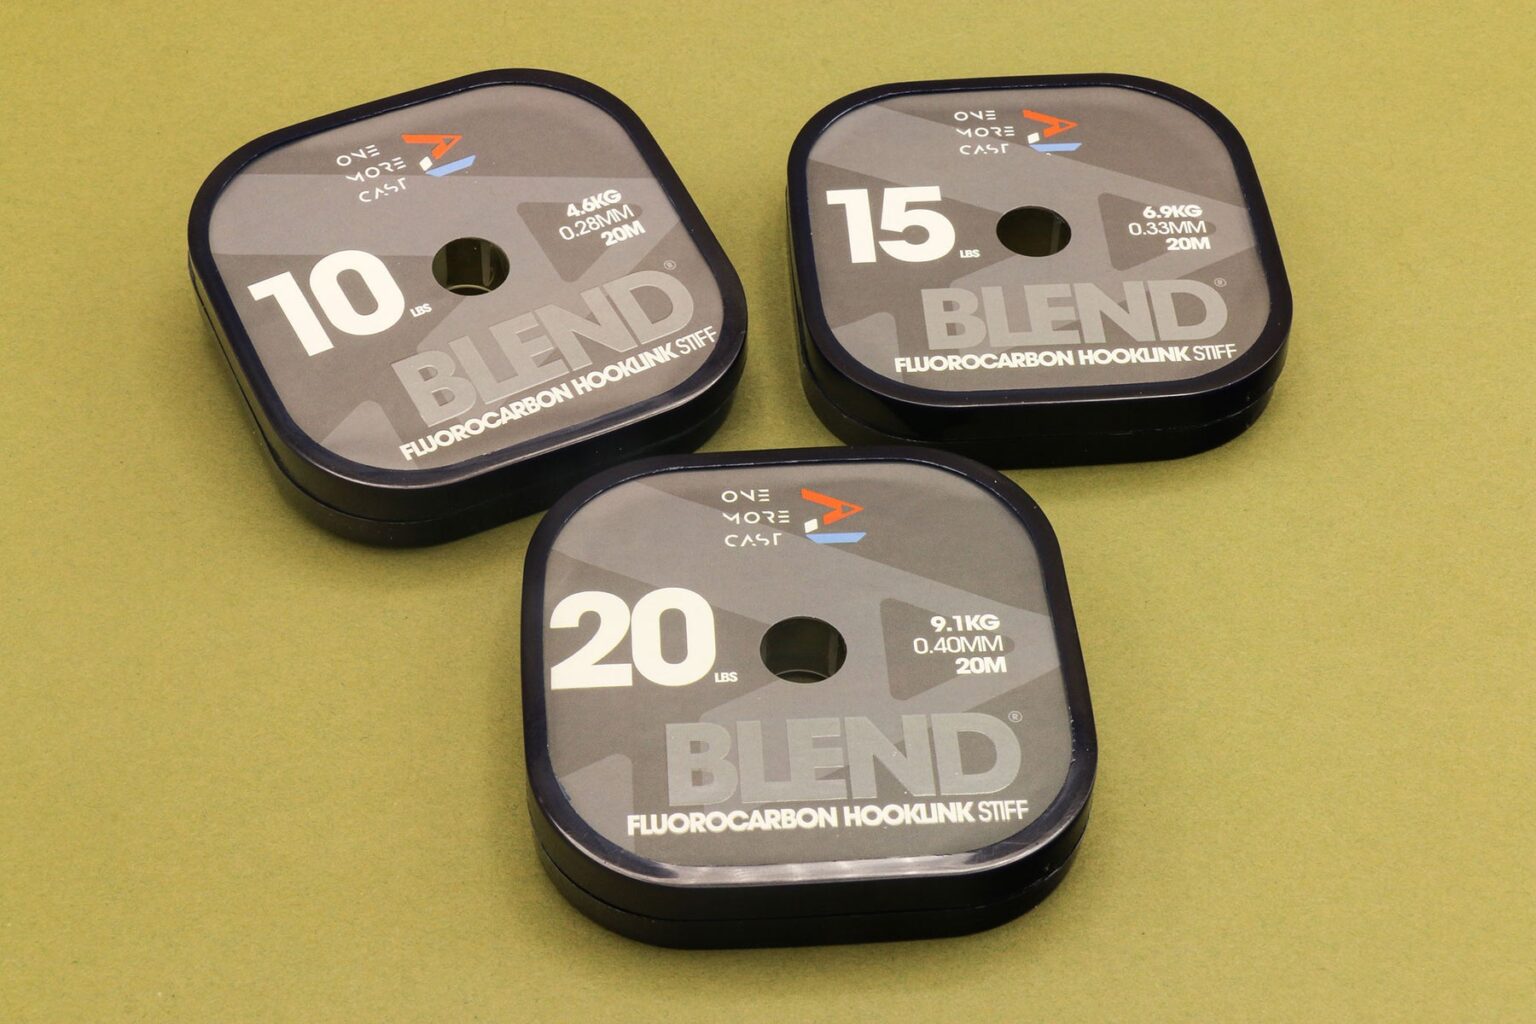 ONE
MORE
CAST
10 LBS
4.6KG
0.28MM
20M
BLEND®
FLUOROCARBON HOOKLINK STIFF
ONE
MORE
CAST
15 LBS
6.9KG
0.33MM
20M
BLEND®
FLUOROCARBON HOOKLINK STIFF
ONE
MORE
CAST
20 LBS
9.1KG
0.40MM
20M
BLEND®
FLUOROCARBON HOOKLINK STIFF